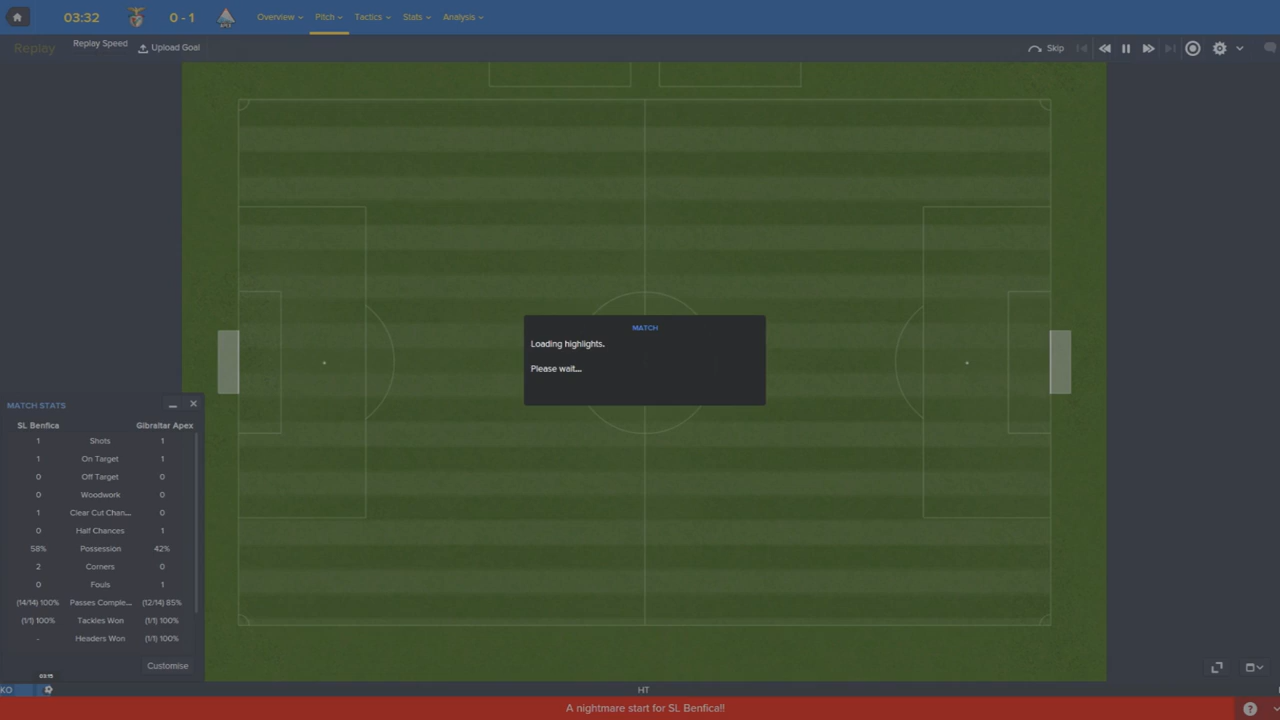 03:32 0 - 1 Overview Pitch Tactics Stats Analysis
Replay Replay Speed Upload Goal Skip
MATCH
Loading highlights.
Please wait...
MATCH STATS
SL Benfica Gibraltar Apex
1 Shots 1
1 On Target 1
0 Off Target 0
0 Woodwork 0
1 Clear Cut Chan... 0
0 Half Chances 1
58% Possession 42%
2 Corners 0
0 Fouls 1
(14/14) 100% Passes Comple... (12/14) 85%
(1/1) 100% Tackles Won (1/1) 100%
- Headers Won (1/1) 100%
Customise
03:15
KO HT
A nightmare start for SL Benfica!!
?